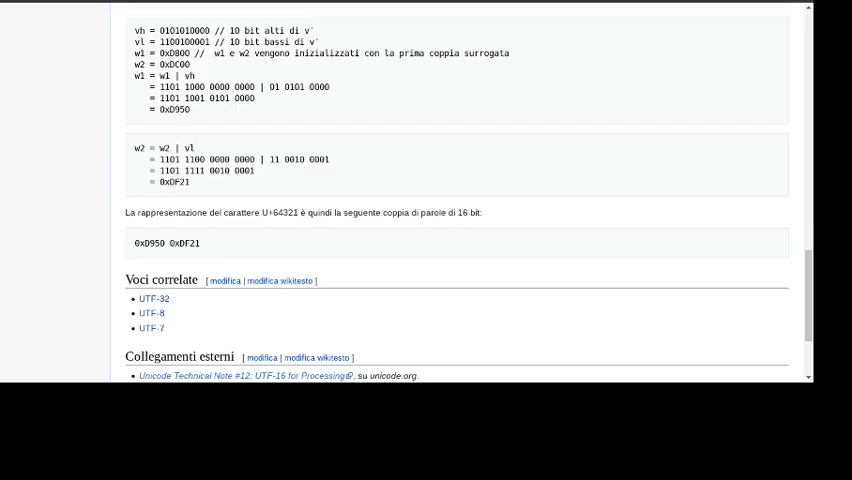 vh = 0101010000 // 10 bit alti di v'
vl = 1100100001 // 10 bit bassi di v'
w1 = 0xD800 //  w1 e w2 vengono inizializzati con la prima coppia surrogata
w2 = 0xDC00
w1 = w1 | vh
= 1101 1000 0000 0000 | 01 0101 0000
= 1101 1001 0101 0000
= 0xD950
w2 = w2 | vl
= 1101 1100 0000 0000 | 11 0010 0001
= 1101 1111 0010 0001
= 0xDF21
La rappresentazione del carattere U+64321 è quindi la seguente coppia di parole di 16 bit:
0xD950 0xDF21
Voci correlate [ modifica | modifica wikitesto ]
• UTF-32
• UTF-8
• UTF-7
Collegamenti esterni [ modifica | modifica wikitesto ]
• Unicode Technical Note #12: UTF-16 for Processing, su unicode.org.